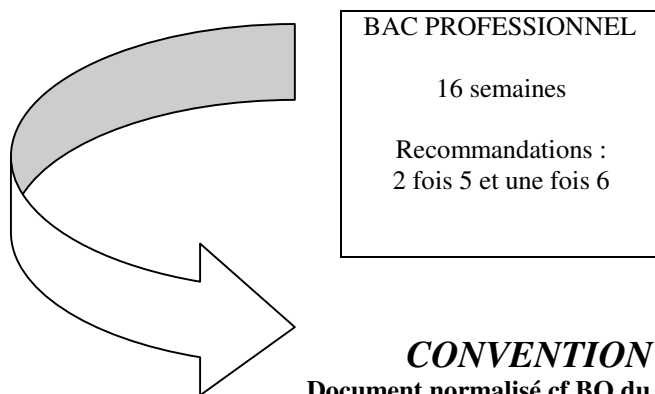 BAC PROFESSIONNEL
16 semaines
Recommandations :
2 fois 5 et une fois 6
CONVENTION
Document normalisé cf BO du